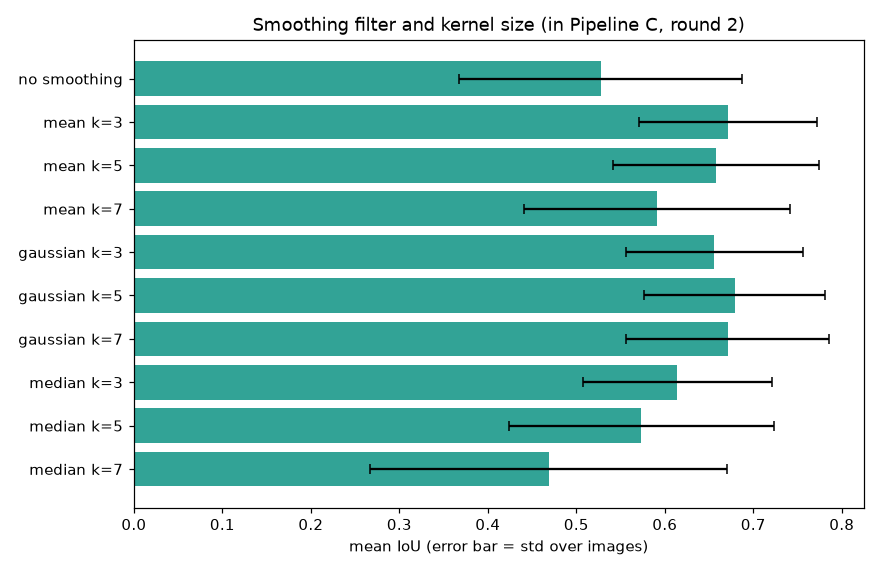 Smoothing filter and kernel size (in Pipeline C, round 2)
no smoothing
mean k=3
mean k=5
mean k=7
gaussian k=3
gaussian k=5
gaussian k=7
median k=3
median k=5
median k=7
0.0 0.1 0.2 0.3 0.4 0.5 0.6 0.7 0.8
mean IoU (error bar = std over images)